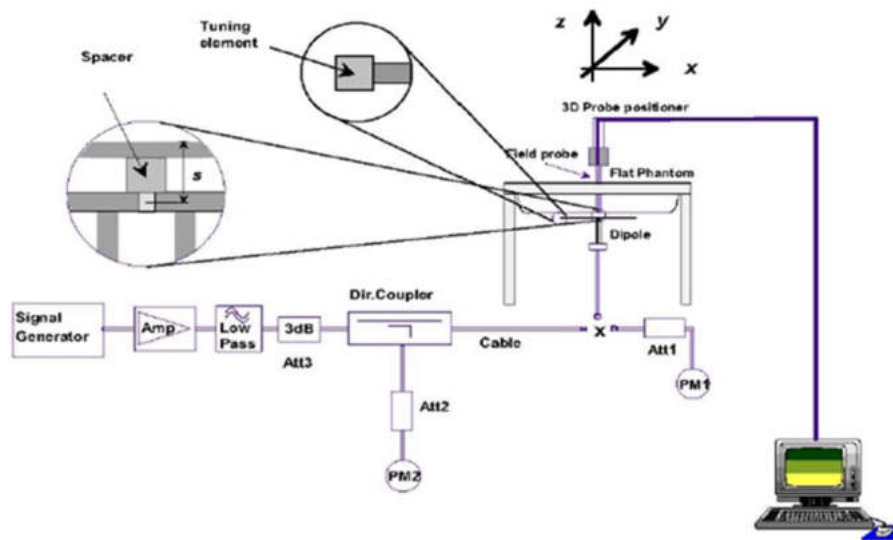 Tuning
element
z
y
x
Spacer
3D Probe positioner
Field probe
Flat Phantom
s
Dipole
Signal
Generator
Amp
Low
Pass
3dB
Att3
Dir.Coupler
Cable
x
Att1
PM1
Att2
PM2